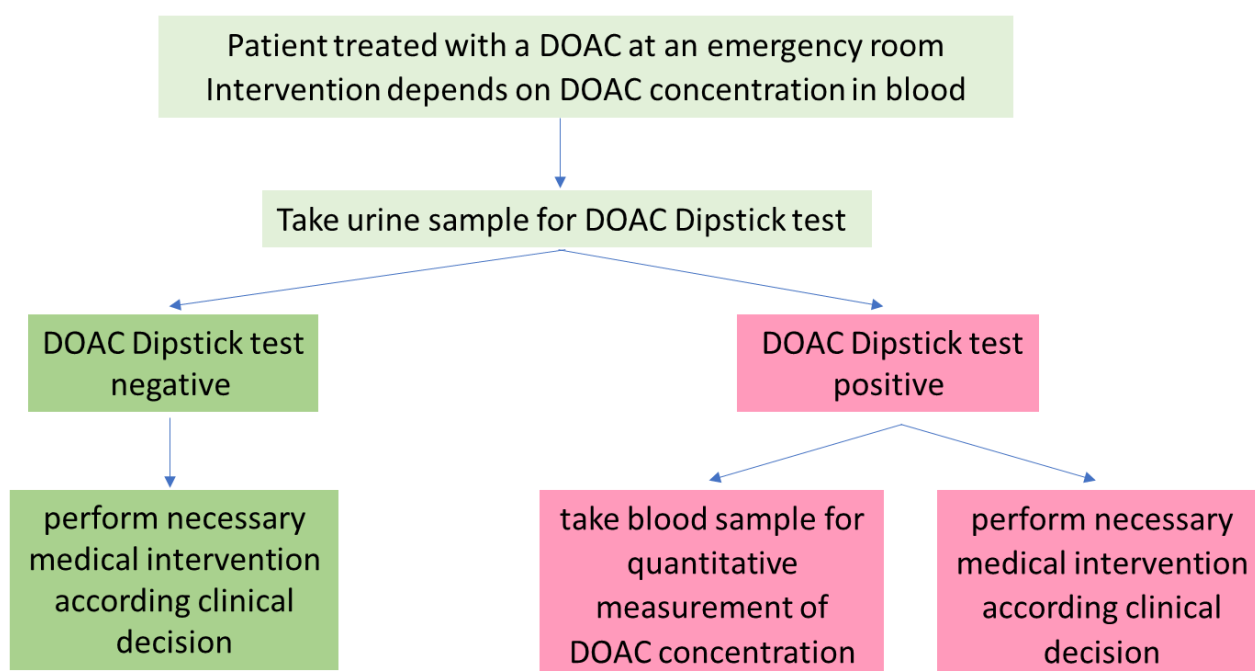 Patient treated with a DOAC at an emergency room
Intervention depends on DOAC concentration in blood
Take urine sample for DOAC Dipstick test
DOAC Dipstick test
negative
DOAC Dipstick test
positive
perform necessary
medical intervention
according clinical
decision
take blood sample for
quantitative
measurement of
DOAC concentration
perform necessary
medical intervention
according clinical
decision